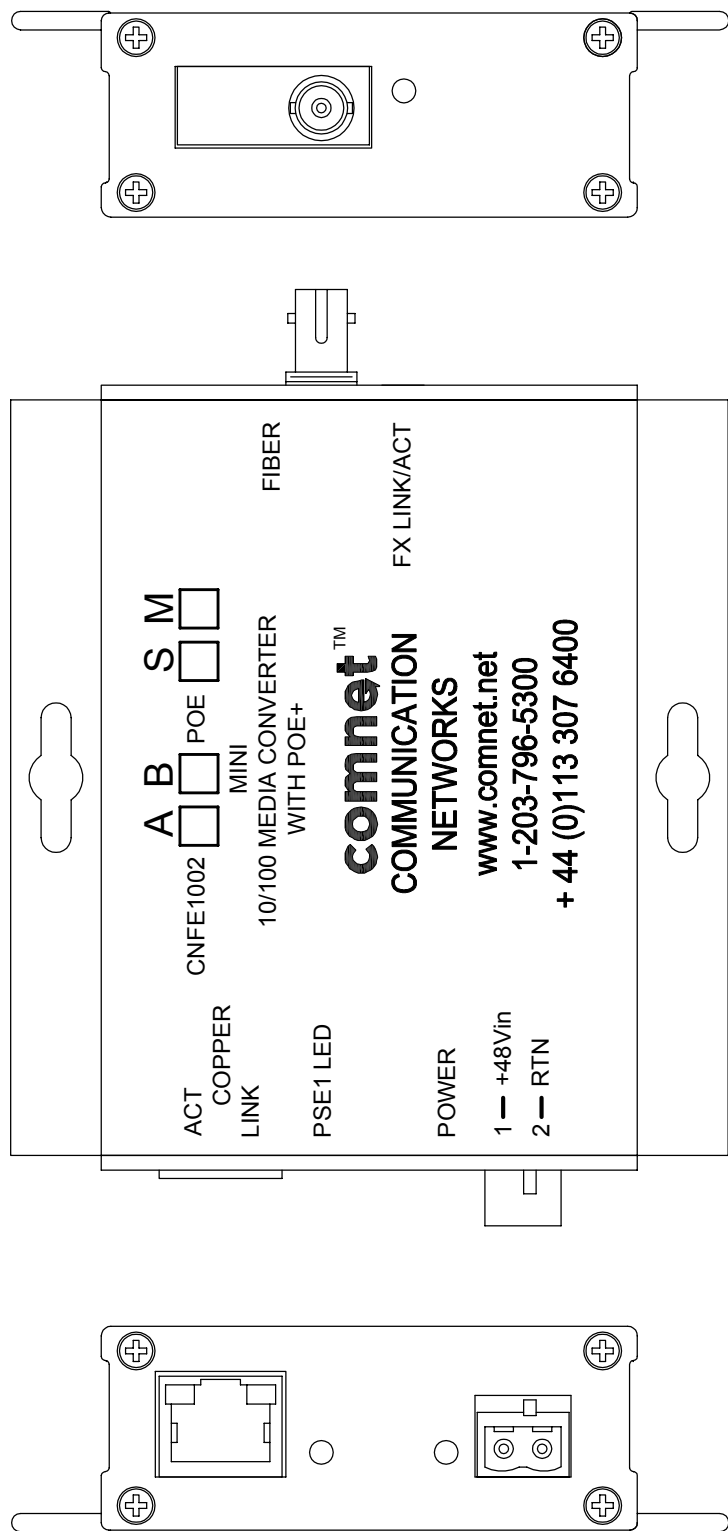 A B S M
CNFE1002 POE
MINI
10/100 MEDIA CONVERTER
WITH POE+
ACT
COPPER
LINK
FIBER
PSE1 LED
comnet™
COMMUNICATION
NETWORKS
FX LINK/ACT
POWER
www.comnet.net
1-203-796-5300
+ 44 (0)113 307 6400
1 — +48Vin
2 — RTN